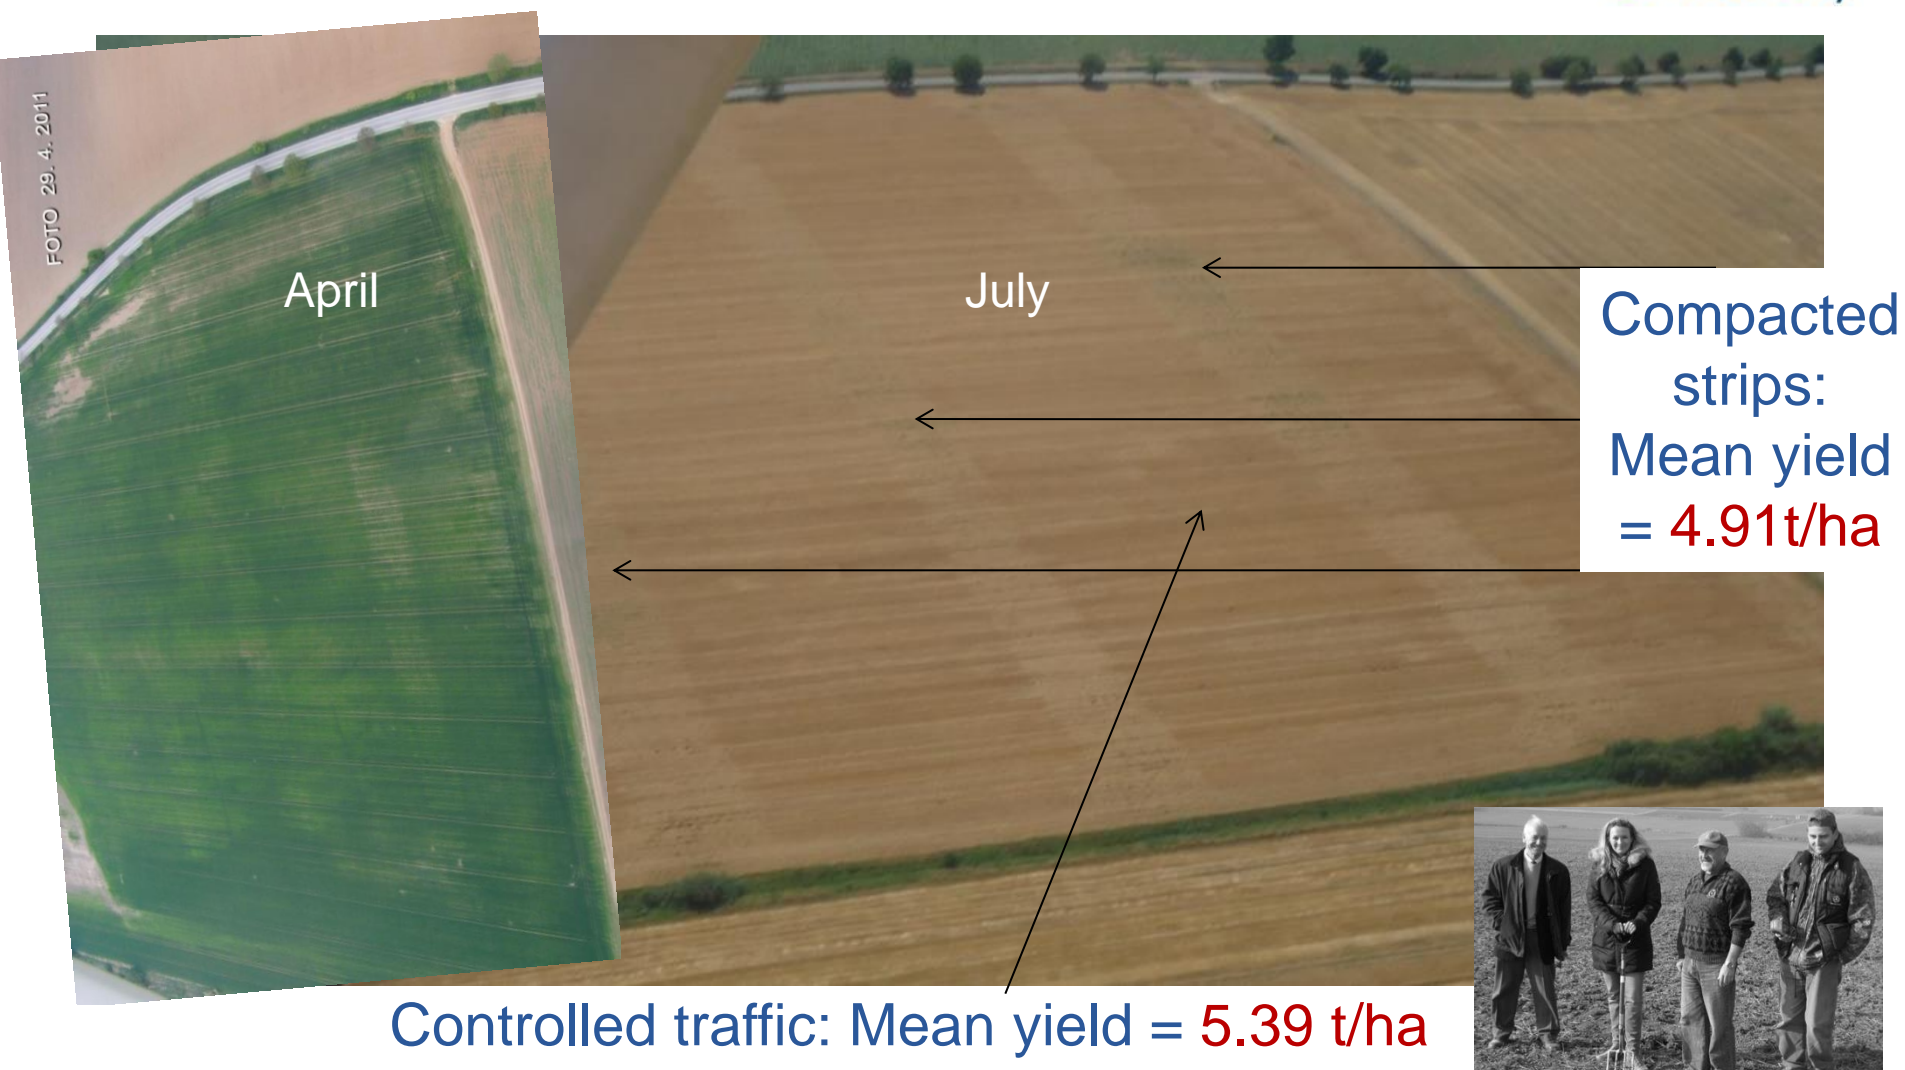 FOTO 29. 4. 2011
April
July
Compacted
strips:
Mean yield
= 4.91t/ha
Controlled traffic: Mean yield = 5.39 t/ha